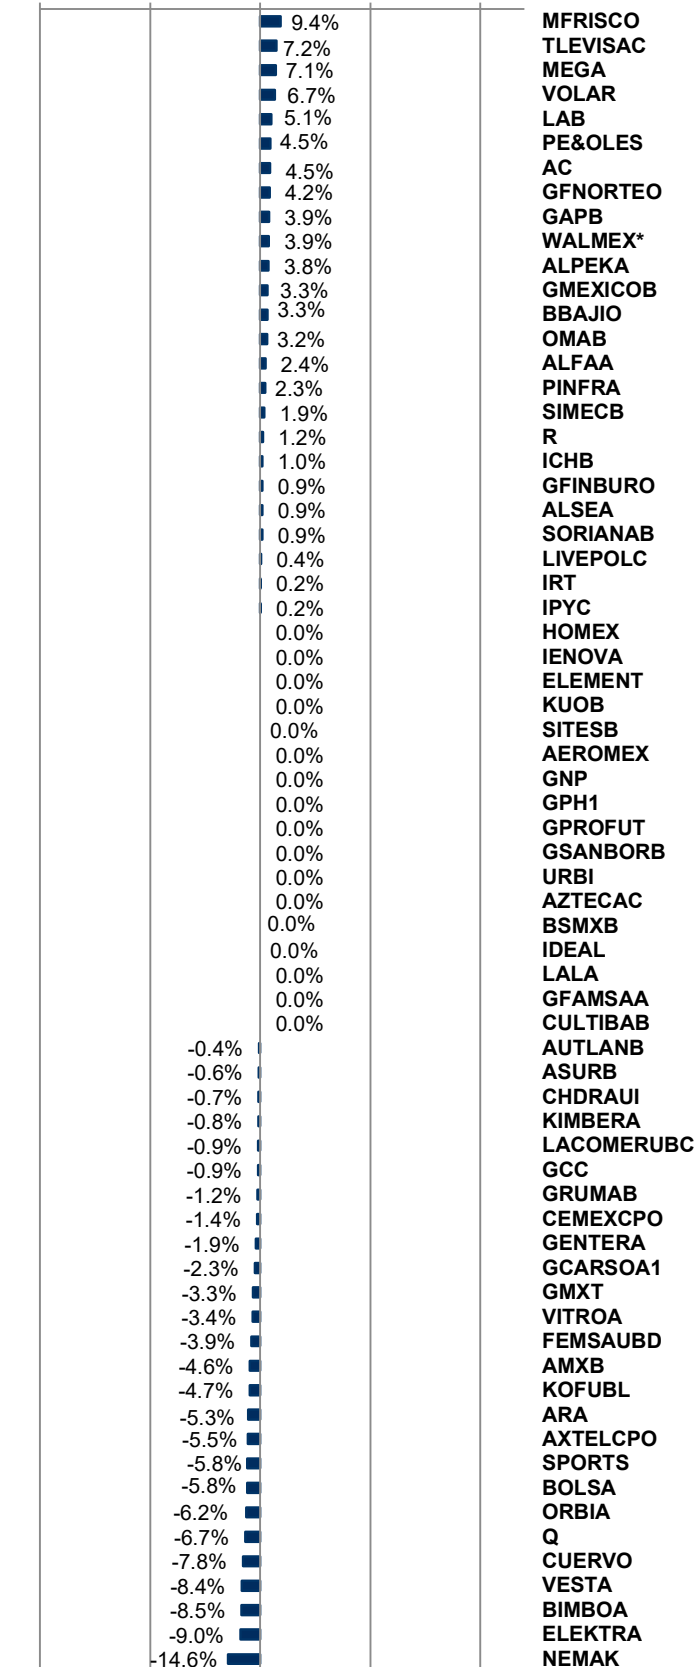 9.4% MFRISCO
7.2% TLEVISAC
7.1% MEGA
6.7% VOLAR
5.1% LAB
4.5% PE&OLES
4.5% AC
4.2% GFNORTEO
3.9% GAPB
3.9% WALMEX*
3.8% ALPEKA
3.3% GMEXICOB
3.3% BBAJIO
3.2% OMAB
2.4% ALFAA
2.3% PINFRA
1.9% SIMECB
1.2% R
1.0% ICHB
0.9% GFINBURO
0.9% ALSEA
0.9% SORIANAB
0.4% LIVEPOLC
0.2% IRT
0.2% IPYC
0.0% HOMEX
0.0% IENOVA
0.0% ELEMENT
0.0% KUOB
0.0% SITESB
0.0% AEROMEX
0.0% GNP
0.0% GPH1
0.0% GPROFUT
0.0% GSANBORB
0.0% URBI
0.0% AZTECAC
0.0% BSMXB
0.0% IDEAL
0.0% LALA
0.0% GFAMSAA
0.0% CULTIBAB
-0.4% AUTLANB
-0.6% ASURB
-0.7% CHDRAUI
-0.8% KIMBERA
-0.9% LACOMERUBC
-0.9% GCC
-1.2% GRUMAB
-1.4% CEMEXCPO
-1.9% GENTERA
-2.3% GCARSOA1
-3.3% GMXT
-3.4% VITROA
-3.9% FEMSAUBD
-4.6% AMXB
-4.7% KOFUBL
-5.3% ARA
-5.5% AXTELCPO
-5.8% SPORTS
-5.8% BOLSA
-6.2% ORBIA
-6.7% Q
-7.8% CUERVO
-8.4% VESTA
-8.5% BIMBOA
-9.0% ELEKTRA
-14.6% NEMAK